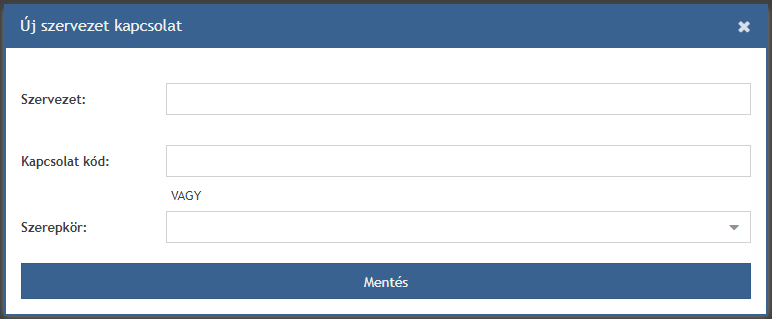 Új szervezet kapcsolat
Szervezet:
Kapcsolat kód:
VAGY
Szerepkör:
Mentés